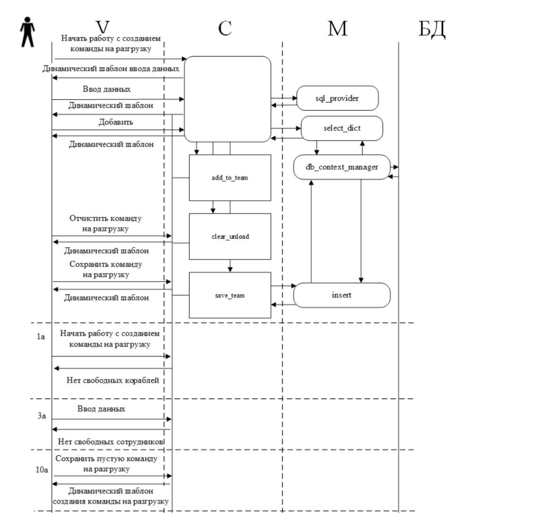 V C M БД
Начать работу с созданием
команды на разгрузку
Динамический шаблон ввода данных
Ввод данных
Динамический шаблон
Добавить
Динамический шаблон
sql_provider
select_dict
db_context_manager
add_to_team
Отчистить команду
на разгрузку
clear_unload
Динамический шаблон
Сохранить команду
на разгрузку
Динамический шаблон
save_team
insert
1а
Начать работу с созданием
команды на разгрузку
Нет свободных кораблей
3а
Ввод данных
Нет свободных сотрудников
10а
Сохранить пустую команду
на разгрузку
Динамический шаблон
создания команды на разгрузку